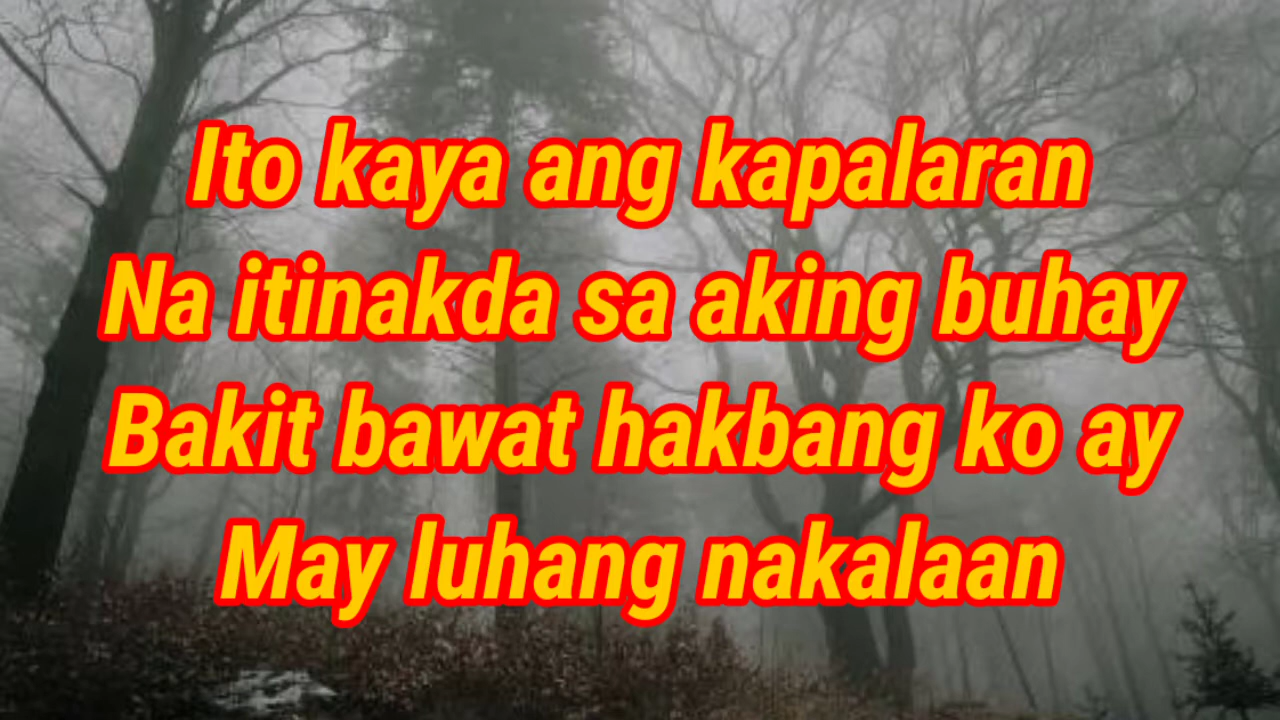 Ito kaya ang kapalaran
Na itinakda sa aking buhay
Bakit bawat hakbang ko ay
May luhang nakalaan